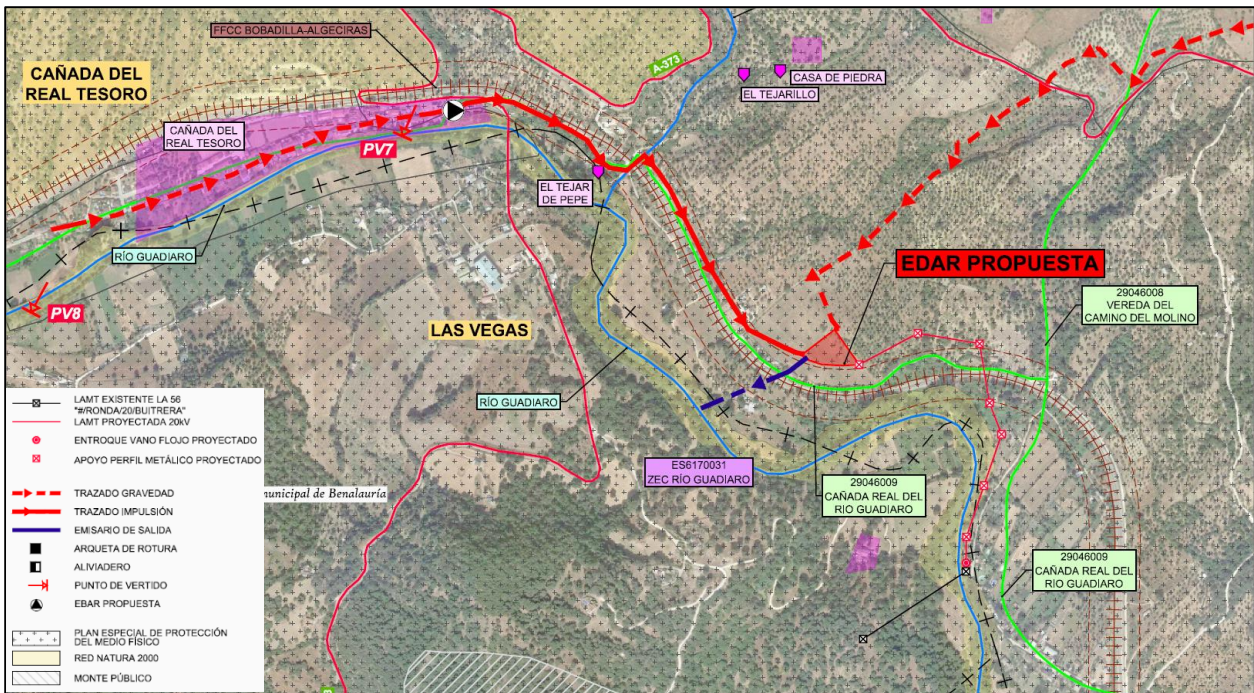 FFCC BOBADILLA-ALGECIRAS
CAÑADA DEL
REAL TESORO
A-373
CASA DE PIEDRA
EL TEJARILLO
CAÑADA DEL
REAL TESORO
PV7
EL TEJAR
DE PEPE
RÍO GUADIARO
PV8
EDAR PROPUESTA
29046008
VEREDA DEL
CAMINO DEL MOLINO
LAS VEGAS
RÍO GUADIARO
ES6170031
ZEC RÍO GUADIARO
29046009
CAÑADA REAL DEL
RIO GUADIARO
29046009
CAÑADA REAL DEL
RIO GUADIARO
LAMT EXISTENTE LA 56
"#/RONDA/20/BUITRERA"
LAMT PROYECTADA 20kV
ENTROQUE VANO FLOJO PROYECTADO
APOYO PERFIL METÁLICO PROYECTADO
TRAZADO GRAVEDAD
municipal de Benalauría
TRAZADO IMPULSIÓN
EMISARIO DE SALIDA
ARQUETA DE ROTURA
ALIVIADERO
PUNTO DE VERTIDO
EBAR PROPUESTA
PLAN ESPECIAL DE PROTECCIÓN
DEL MEDIO FÍSICO
RED NATURA 2000
MONTE PÚBLICO